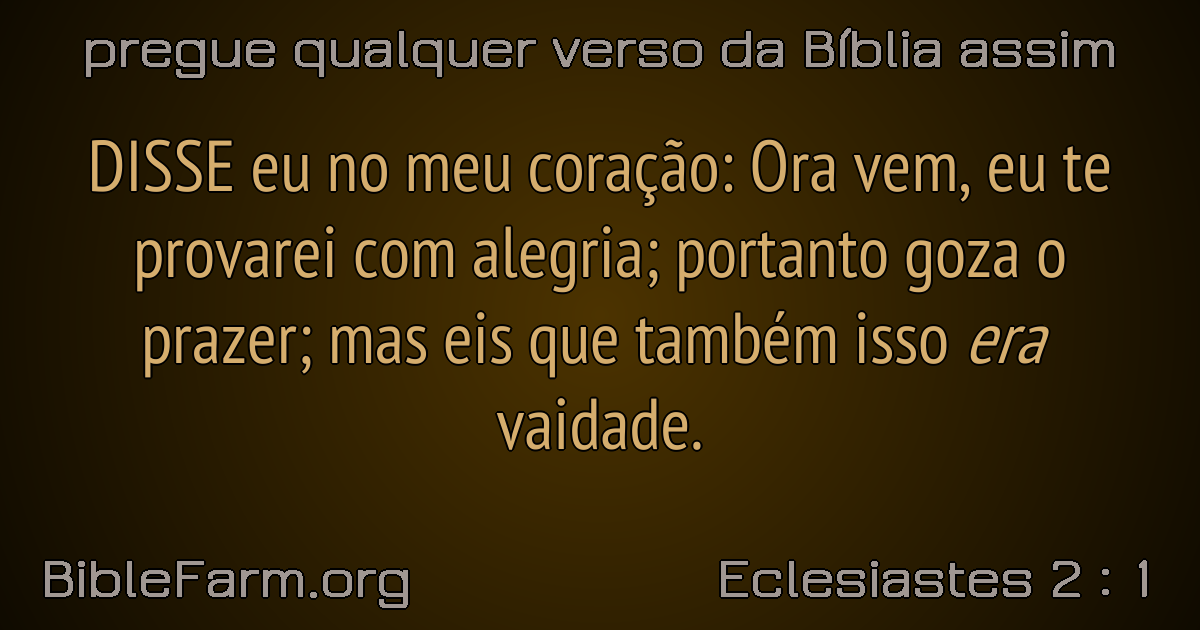 pregue qualquer verso da Bíblia assim
DISSE eu no meu coração: Ora vem, eu te
provarei com alegria; portanto goza o
prazer; mas eis que também isso era
vaidade.
BibleFarm.org
Eclesiastes 2 : 1